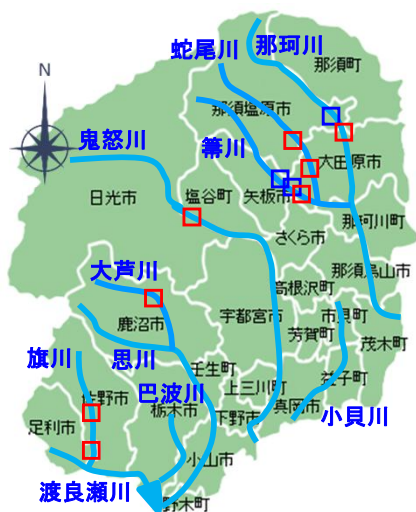 那珂川
蛇尾川
那須町
N
那須塩原市
鬼怒川
箒川
大田原市
日光市
塩谷町
矢板市
那珂川町
さくら市
大芦川
那須烏山市
高根沢町
宇都宮市
市貝町
鹿沼市
芳賀町
茂木町
旗川
思川
壬生町
益子町
巴波川
上三川町
佐野市
栃木市
真岡市
下野市
小貝川
足利市
小山市
渡良瀬川
野木町